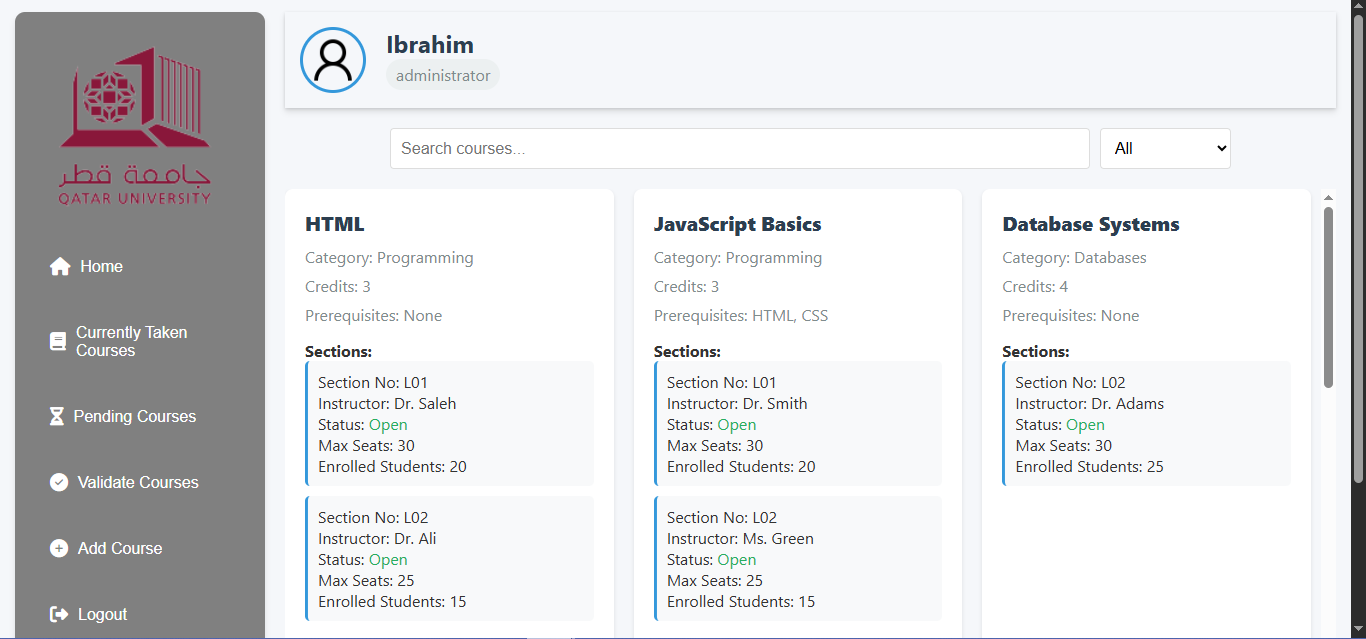 جامعة قطر
QATAR UNIVERSITY
Home
Currently Taken
Courses
Pending Courses
Validate Courses
Add Course
Logout
Ibrahim
administrator
Search courses...
All
HTML
Category: Programming
Credits: 3
Prerequisites: None
Sections:
Section No: L01
Instructor: Dr. Saleh
Status: Open
Max Seats: 30
Enrolled Students: 20
Section No: L02
Instructor: Dr. Ali
Status: Open
Max Seats: 25
Enrolled Students: 15
JavaScript Basics
Category: Programming
Credits: 3
Prerequisites: HTML, CSS
Sections:
Section No: L01
Instructor: Dr. Smith
Status: Open
Max Seats: 30
Enrolled Students: 20
Section No: L02
Instructor: Ms. Green
Status: Open
Max Seats: 25
Enrolled Students: 15
Database Systems
Category: Databases
Credits: 4
Prerequisites: None
Sections:
Section No: L02
Instructor: Dr. Adams
Status: Open
Max Seats: 30
Enrolled Students: 25